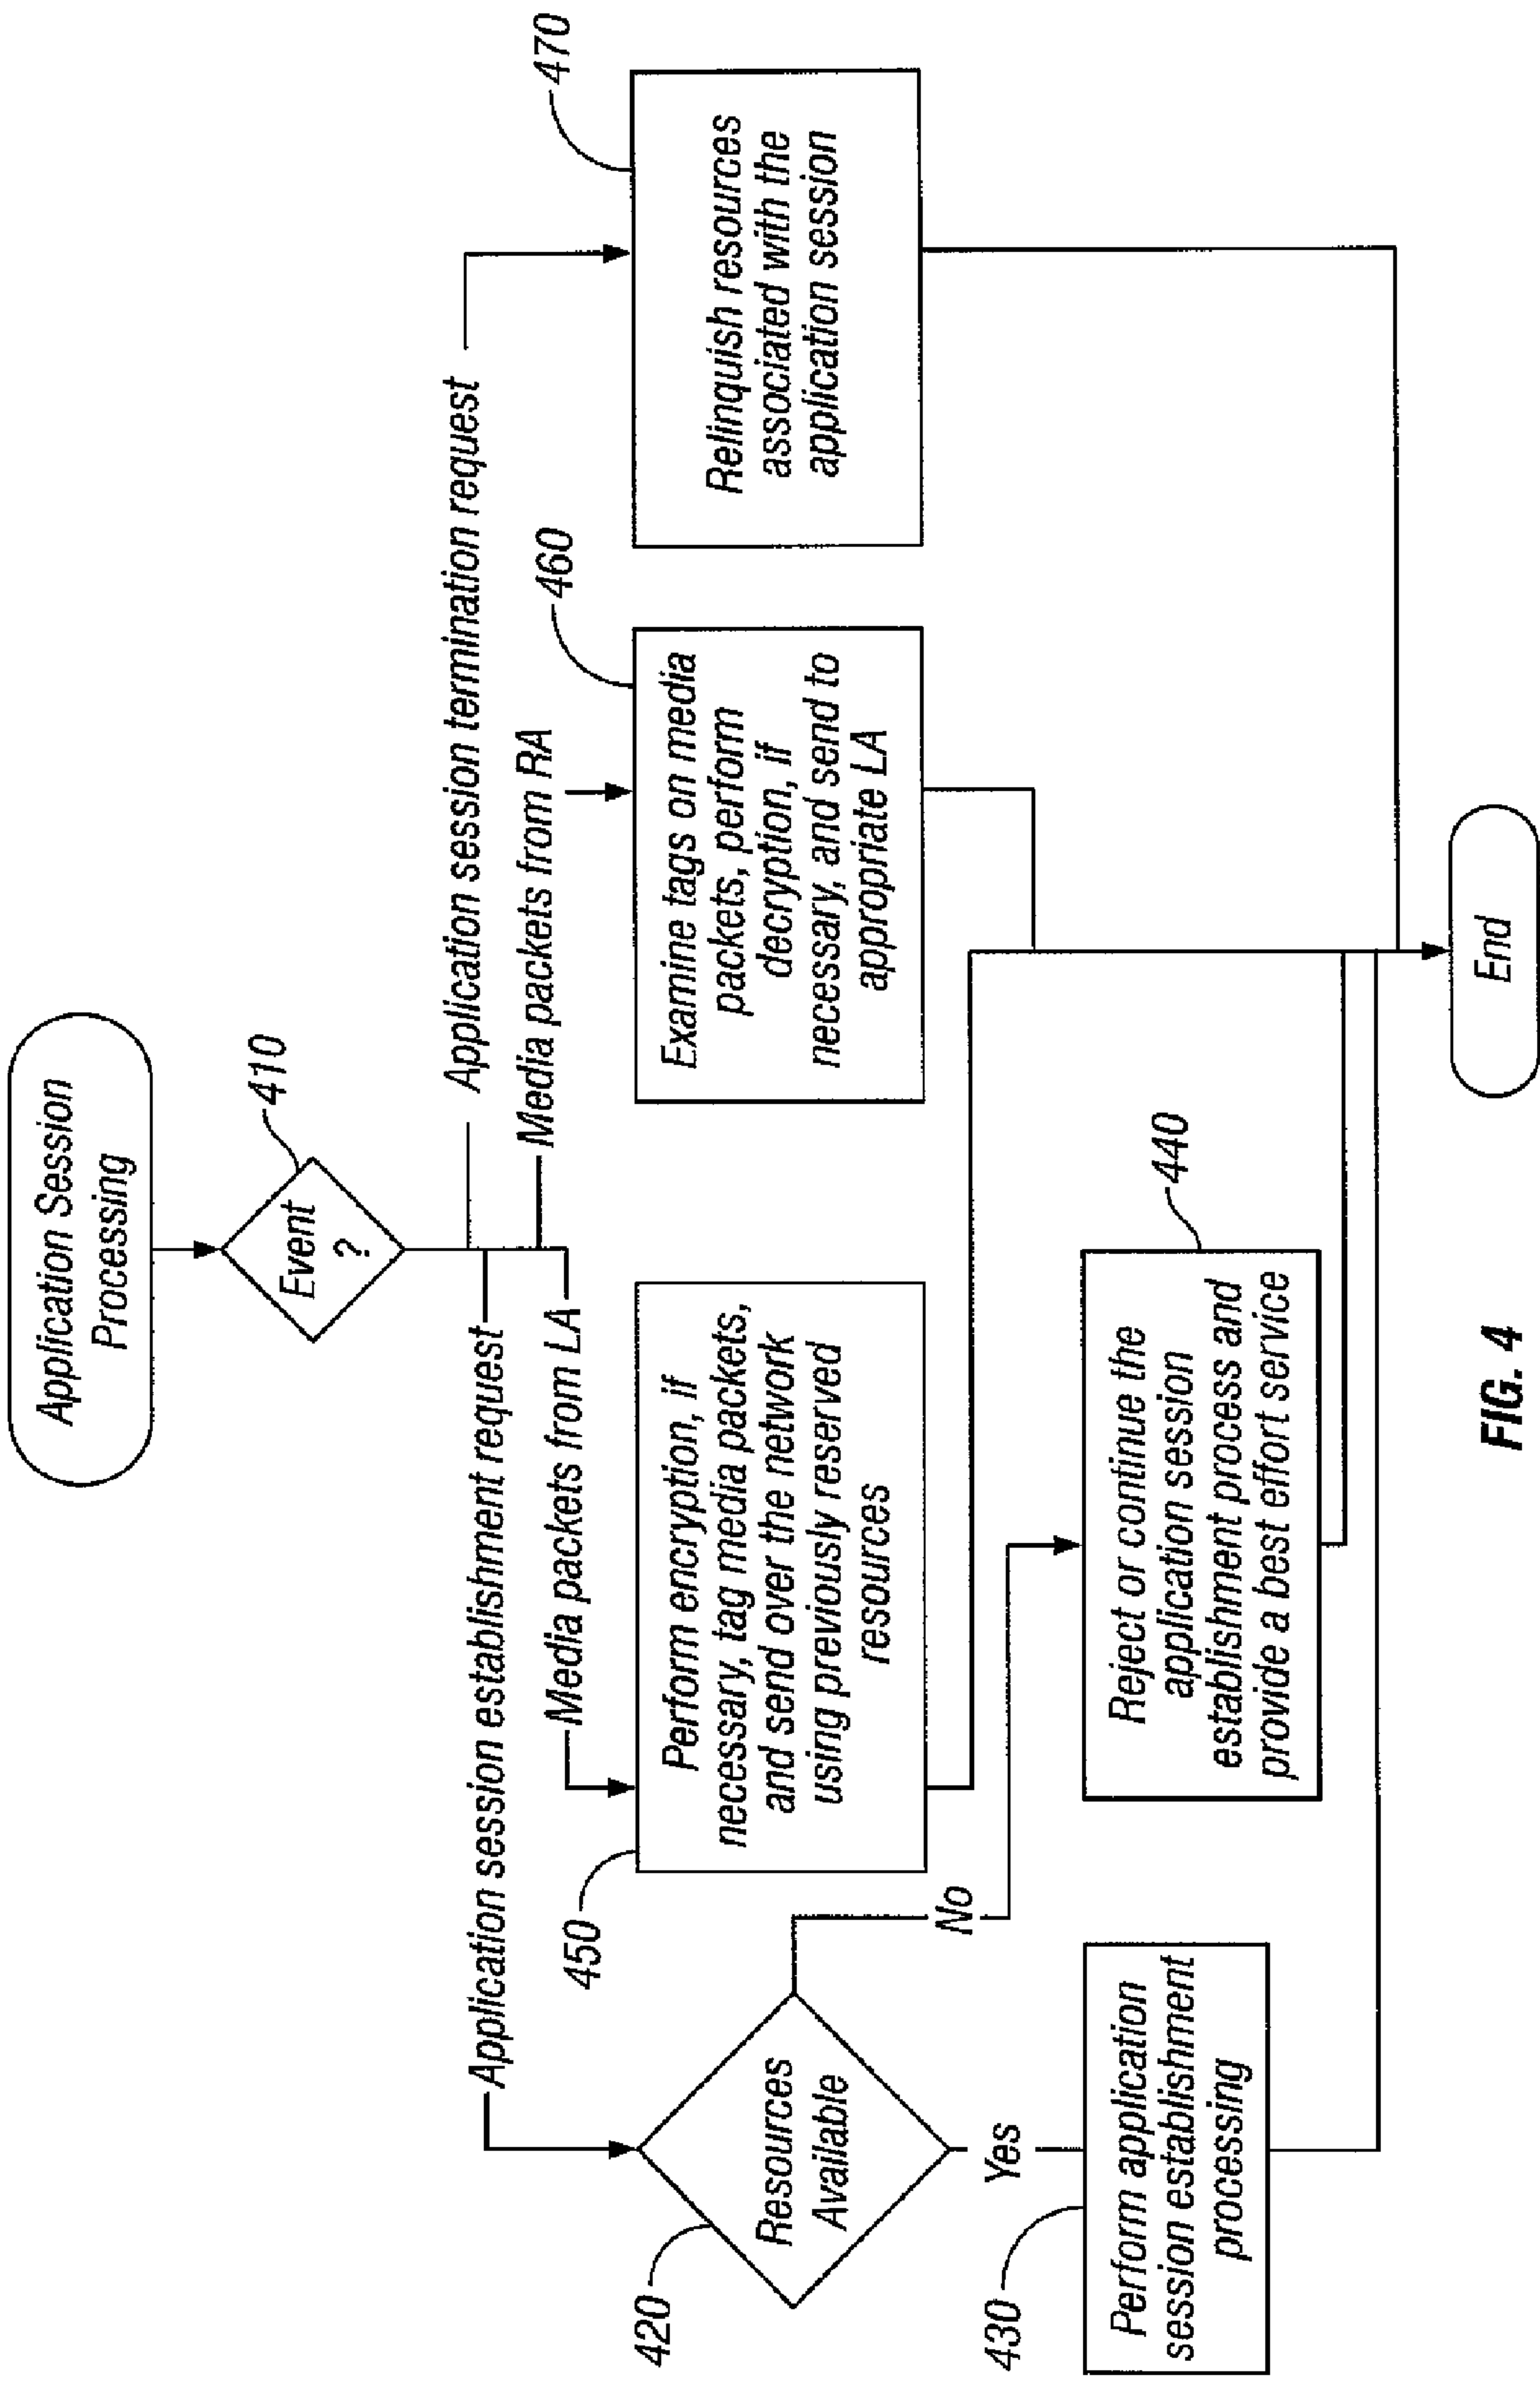 Application Session
Processing
Event
?
410
Application session establishment request
Application session termination request
Media packets from LA
Media packets from RA
420
Resources
Available
450
Perform encryption, if
necessary, tag media packets,
and send over the network
using previously reserved
resources
460
Examine tags on media
packets, perform
decryption, if
necessary, and send to
appropriate LA
470
Relinquish resources
associated with the
application session
No
Yes
430
Perform application
session establishment
processing
440
Reject or continue the
application session
establishment process and
provide a best effort service
End
FIG. 4